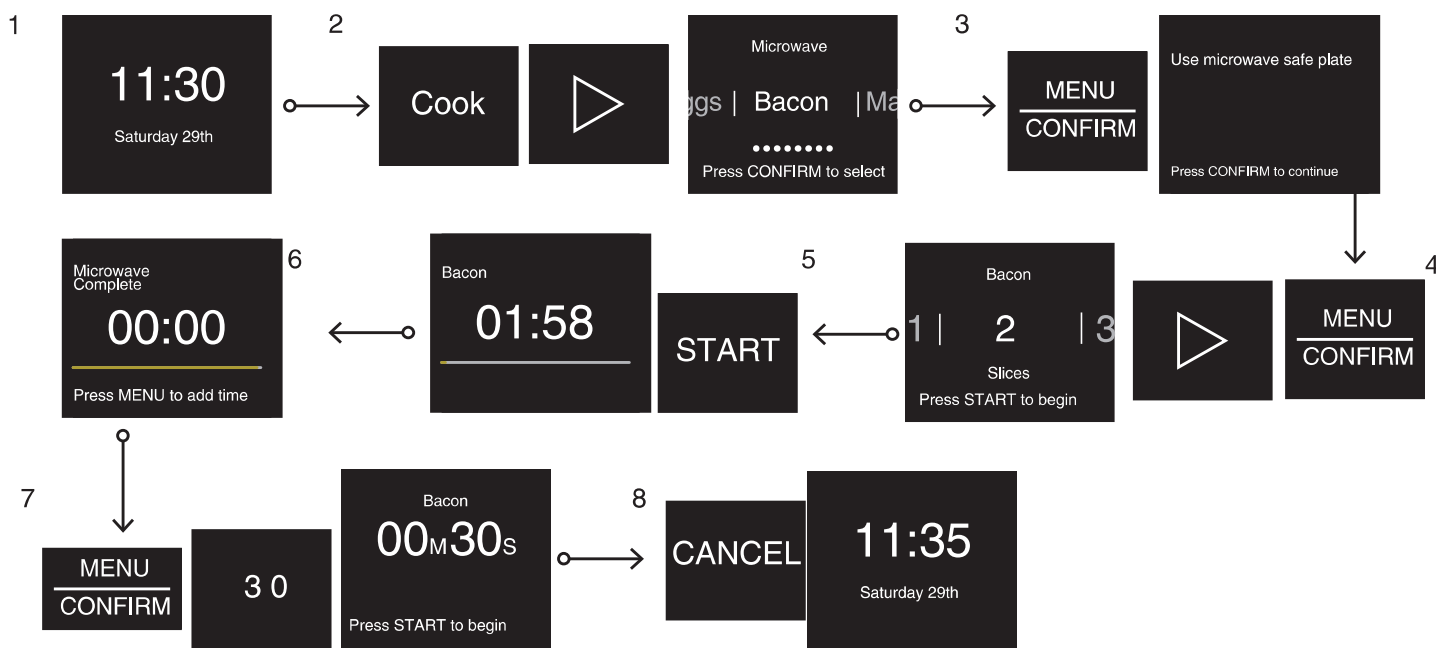 1
11:30
Saturday 29th
2
Cook
Microwave
ggs | Bacon | Ma
Press CONFIRM to select
3
MENU
CONFIRM
Use microwave safe plate
Press CONFIRM to continue
4
MENU
CONFIRM
Bacon
1 | 2 | 3
Slices
Press START to begin
5
START
Bacon
01:58
6
Microwave
Complete
00:00
Press MENU to add time
7
MENU
CONFIRM
3 0
Bacon
00M30S
Press START to begin
8
CANCEL
11:35
Saturday 29th